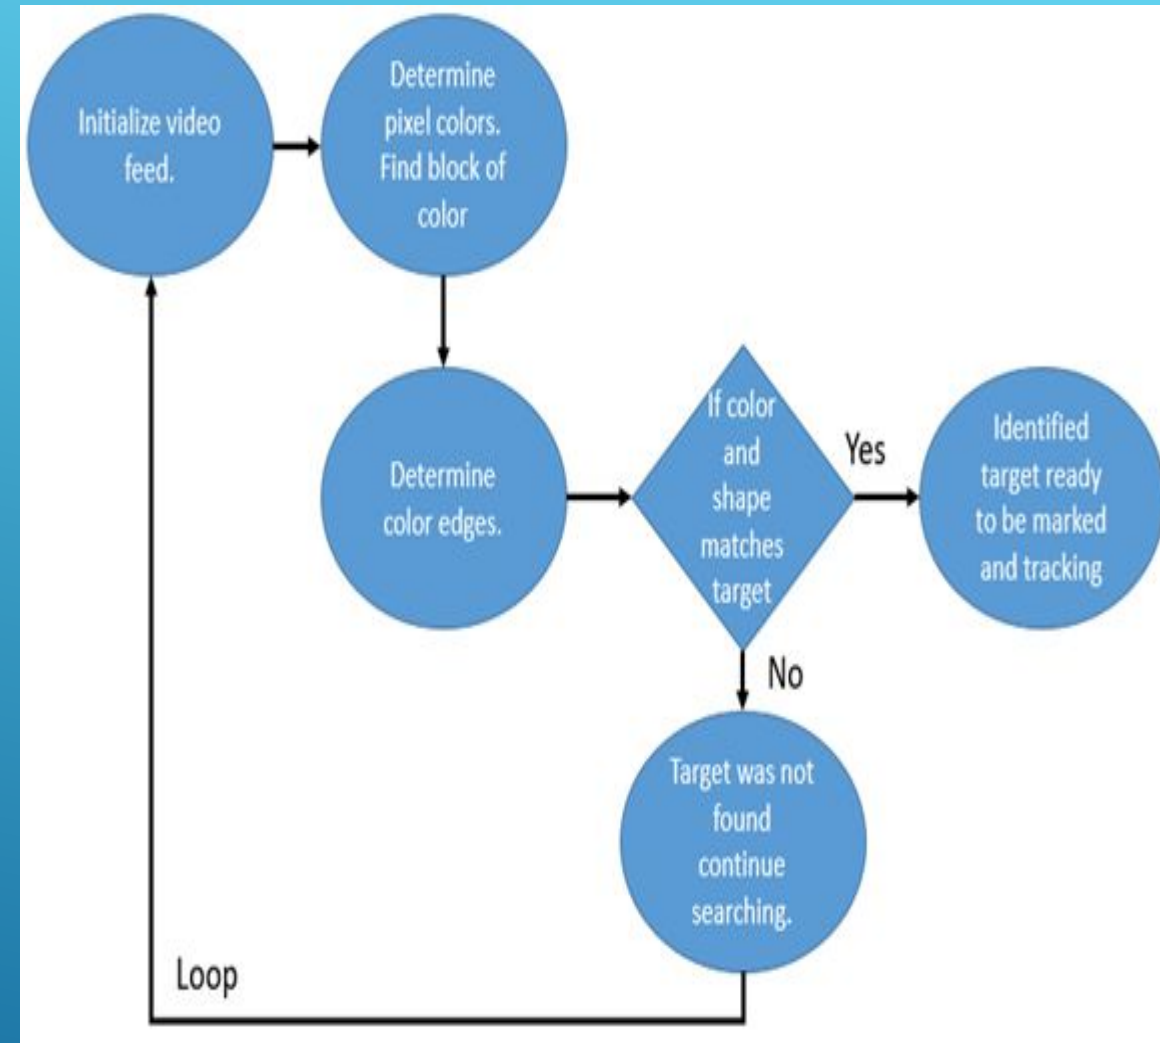 Initialize video
feed.
Determine
pixel colors.
Find block of
color
Determine
color edges.
If color
and
shape
matches
target
Yes
Identified
target ready
to be marked
and tracking
No
Target was not
found
continue
searching.
Loop